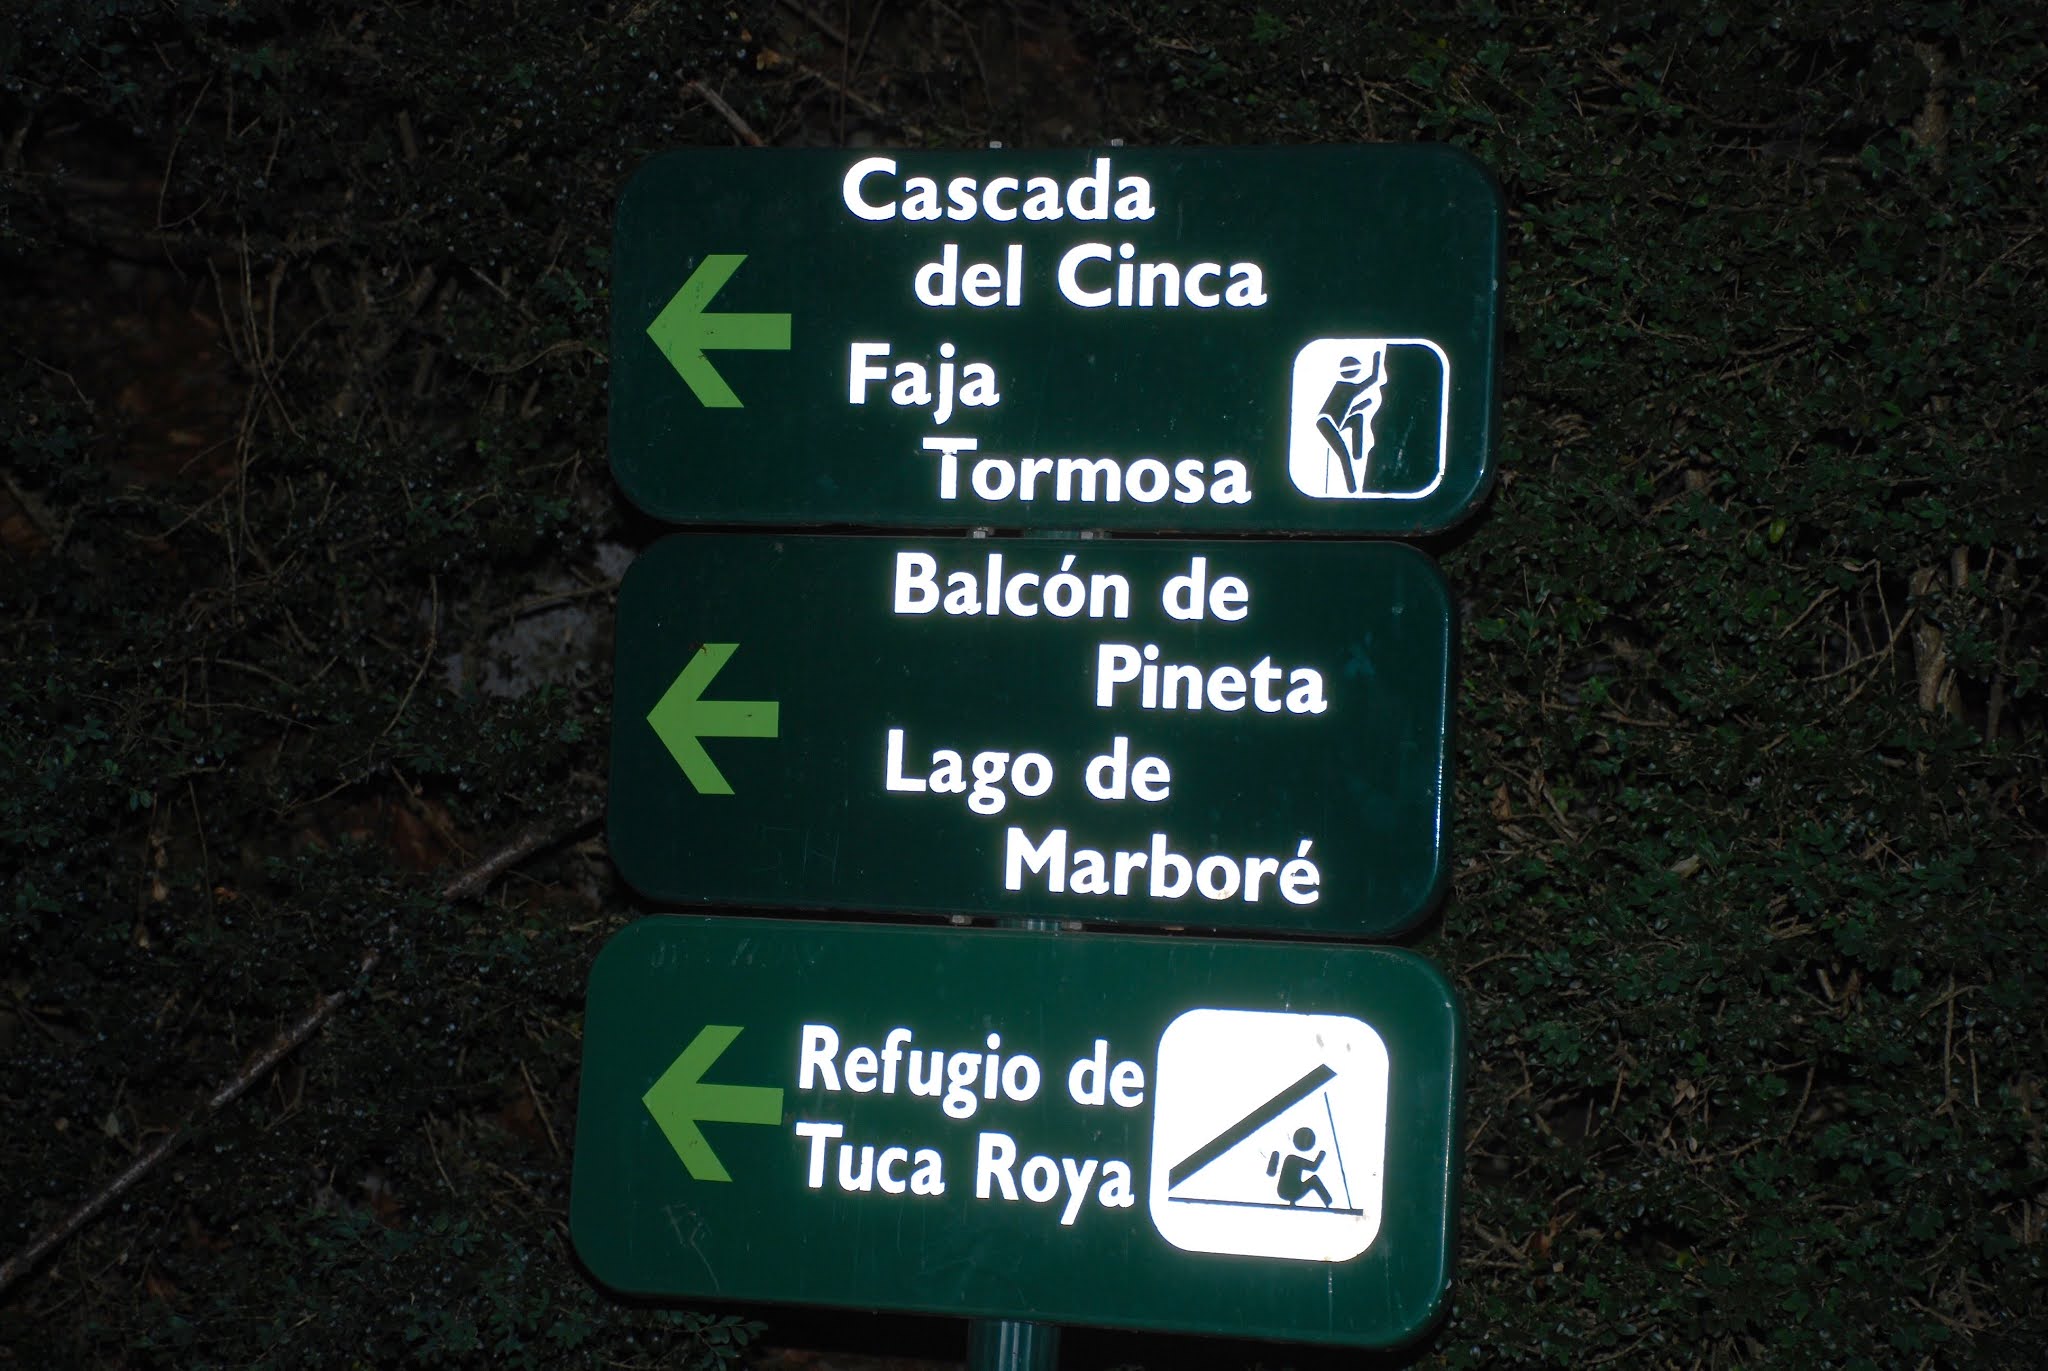 Cascada
del Cinca
Faja
Tormosa
Balcón de
Pineta
Lago de
Marboré
Refugio de
Tuca Roya